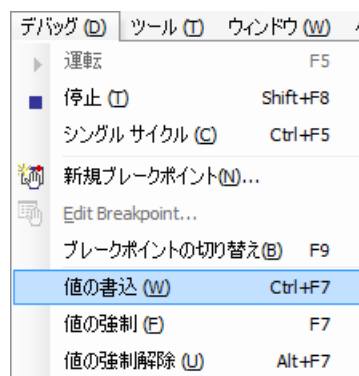 デバッグ (D) ツール (T) ウィンドウ (W)
運転 F5
停止 (T) Shift+F8
シングル サイクル (C) Ctrl+F5
新規ブレークポイント(N)...
Edit Breakpoint...
ブレークポイントの切り替え(B) F9
値の書込 (W) Ctrl+F7
値の強制 (F) F7
値の強制解除 (U) Alt+F7